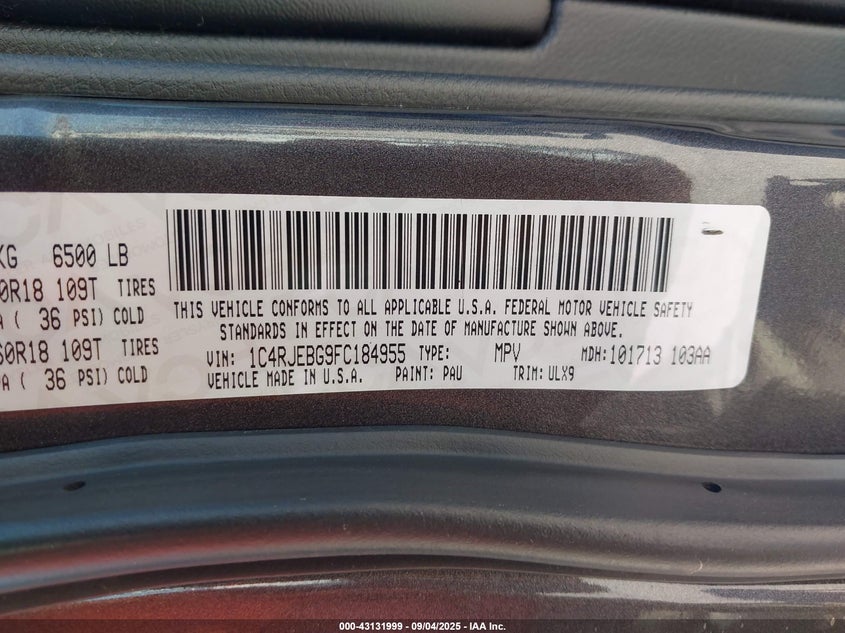 KG 6500 LB
0R18 109T TIRES
A ( 36 PSI) COLD
60R18 109T
PA ( 36 PSI) COLD
THIS VEHICLE CONFORMS TO ALL APPLICABLE U.S.A. FEDERAL MOTOR VEHICLE SAFETY
STANDARDS IN EFFECT ON THE DATE OF MANUFACTURE SHOWN ABOVE.
VIN: 1C4RJEBG9FC184955 TYPE: MPV MDH: 101713 103AA
VEHICLE MADE IN U.S.A. PAINT: PAU TRIM: ULX9
000-43131999 - 09/04/2025 - IAA Inc.